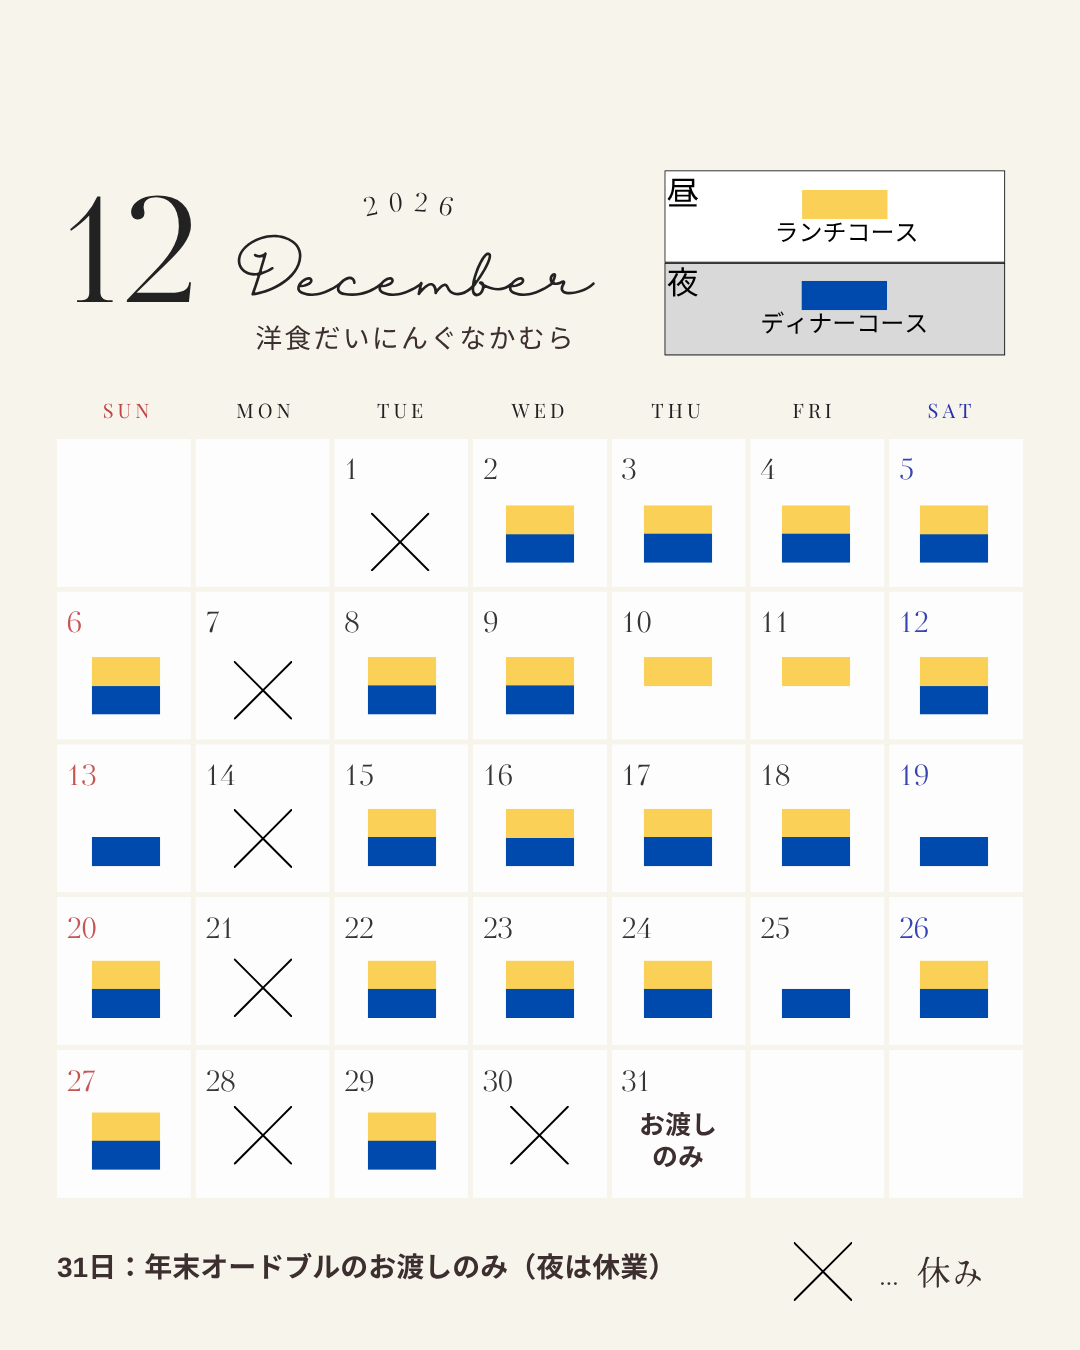 12
2026
December
洋食だいにんぐなかむら
昼
ランチコース
夜
ディナーコース
SUN MON TUE WED THU FRI SAT
1 2 3 4 5
6 7 8 9 10 11 12
13 14 15 16 17 18 19
20 21 22 23 24 25 26
27 28 29 30 31
お渡し
のみ
31日：年末オードブルのお渡しのみ（夜は休業）
... 休み